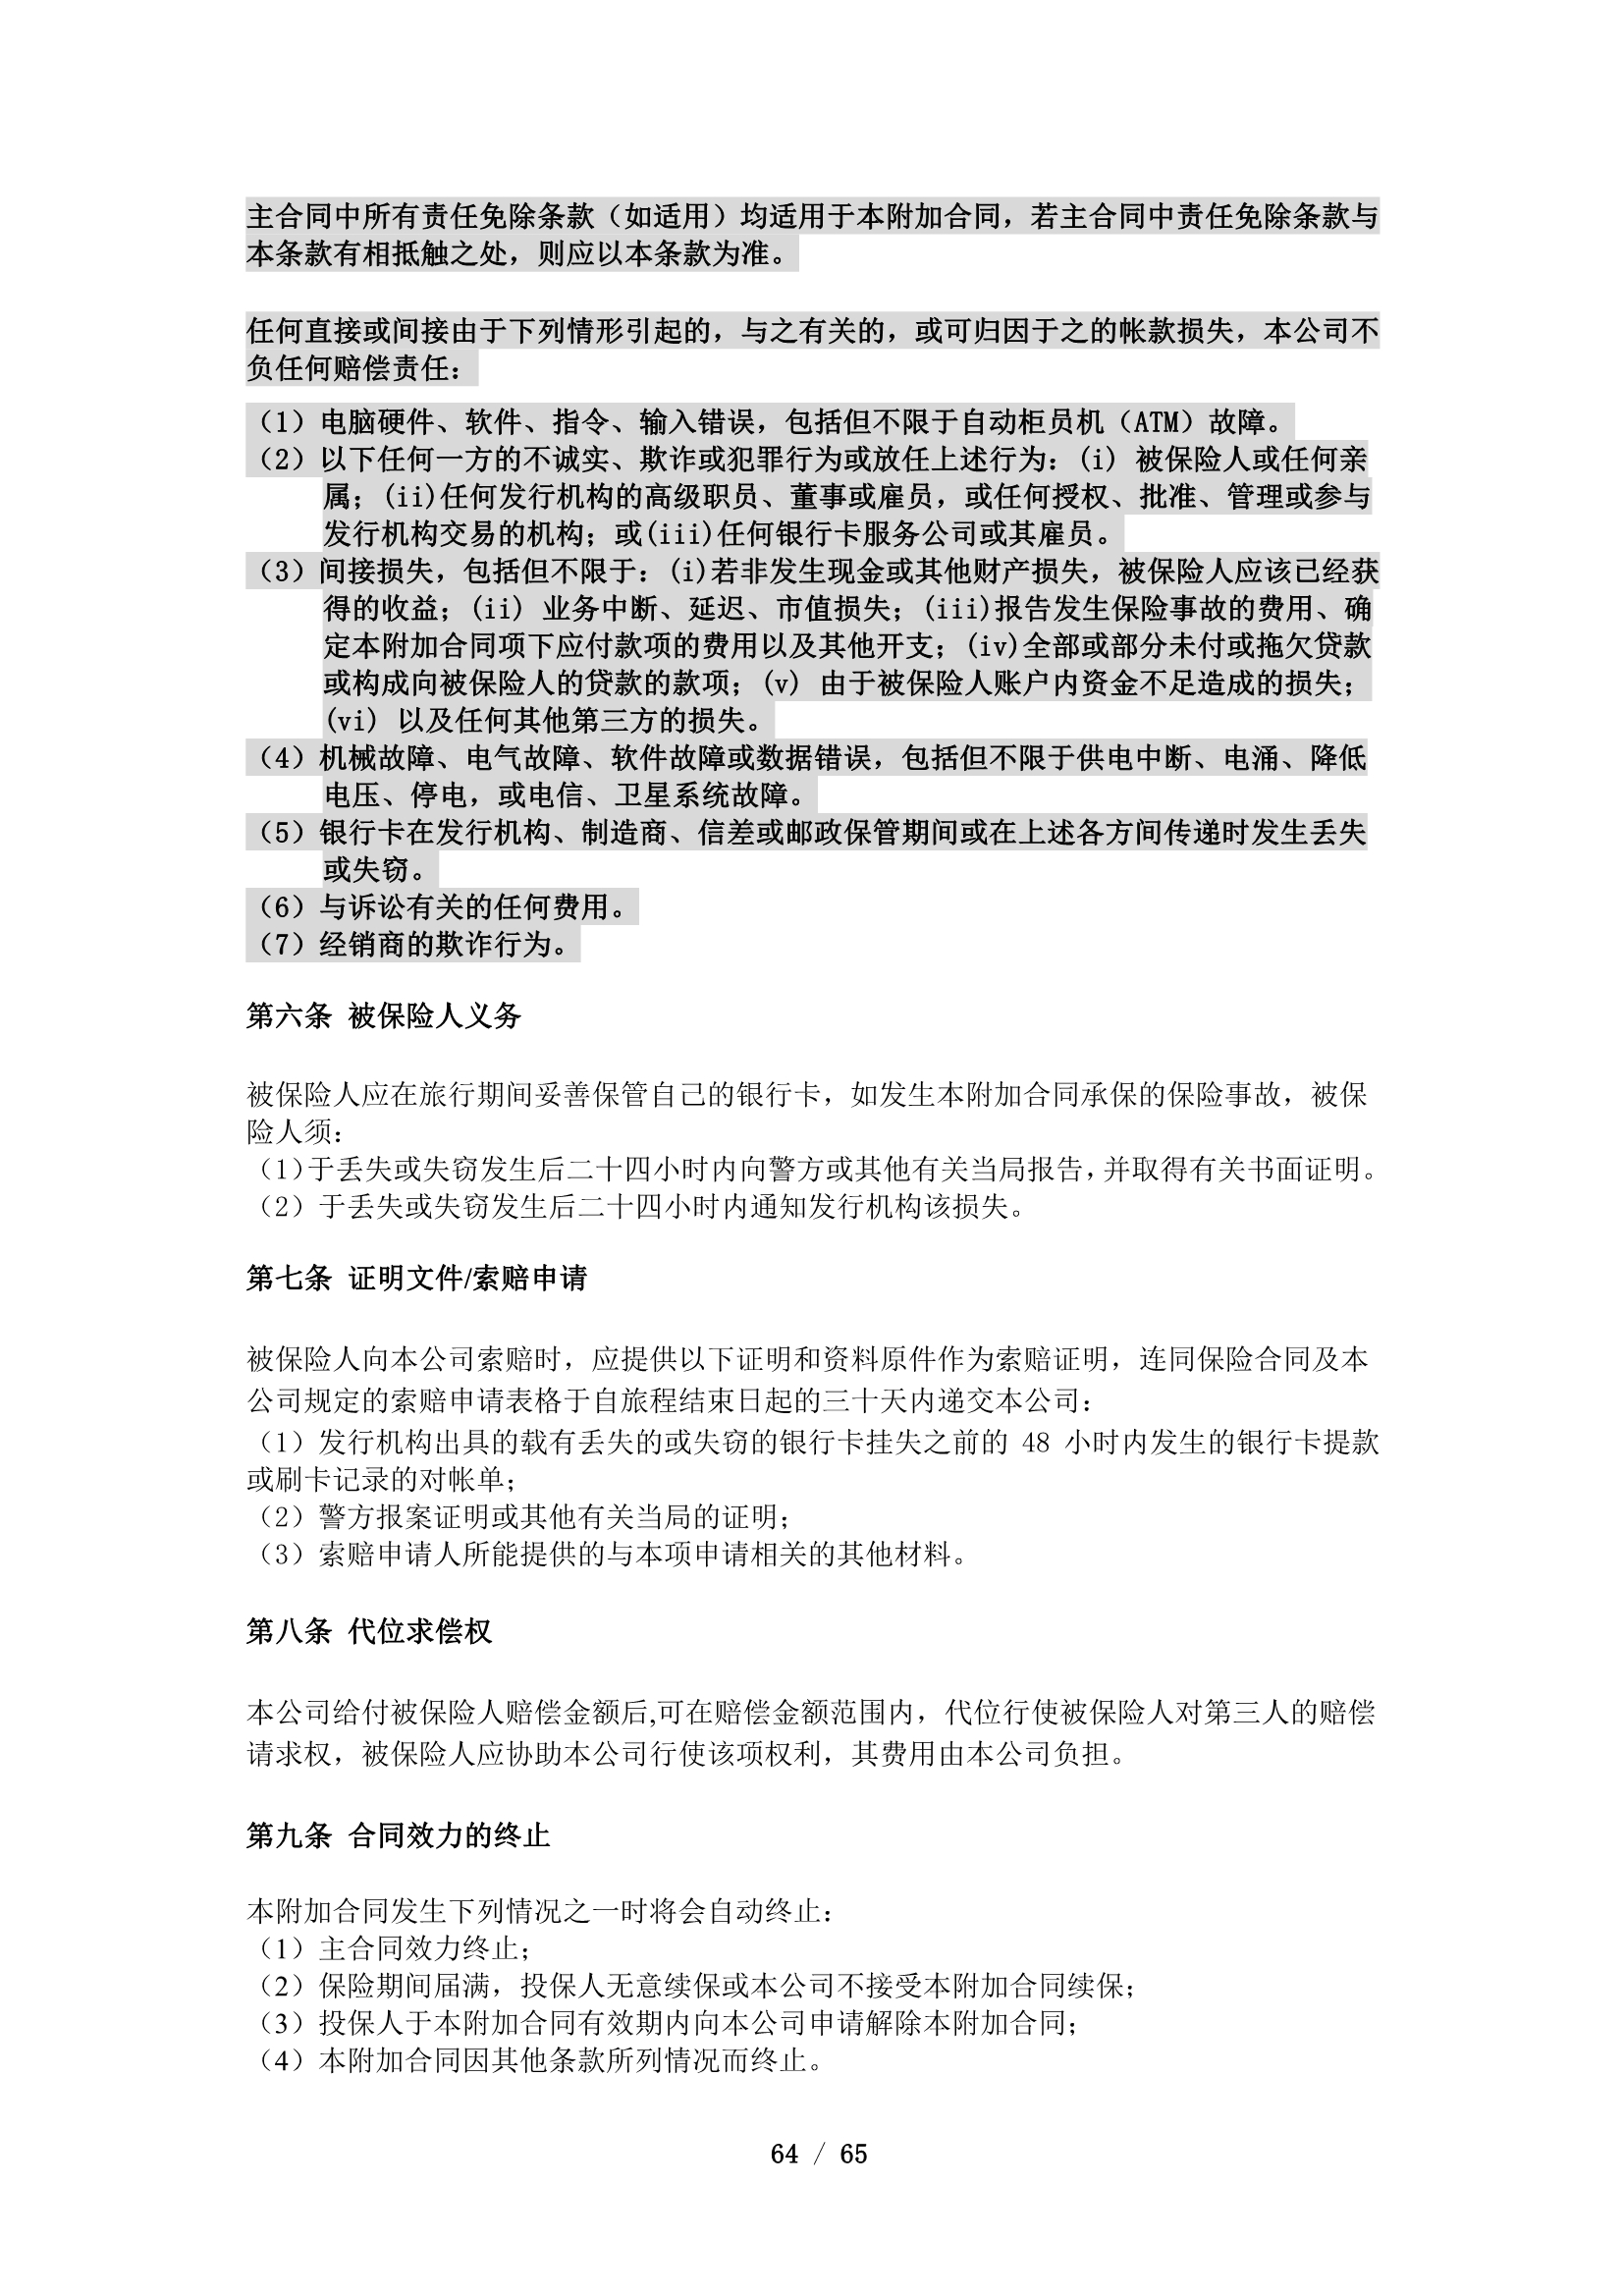 主合同中所有责任免除条款（如适用）均适用于本附加合同，若主合同中责任免除条款与
本条款有相抵触之处，则应以本条款为准。
任何直接或间接由于下列情形引起的，与之有关的，或可归因于之的帐款损失，本公司不
负任何赔偿责任：
（1）电脑硬件、软件、指令、输入错误，包括但不限于自动柜员机（ATM）故障。
（2）以下任何一方的不诚实、欺诈或犯罪行为或放任上述行为：(i) 被保险人或任何亲
属；(ii)任何发行机构的高级职员、董事或雇员，或任何授权、批准、管理或参与
发行机构交易的机构；或(iii)任何银行卡服务公司或其雇员。
（3）间接损失，包括但不限于：(i)若非发生现金或其他财产损失，被保险人应该已经获
得的收益；(ii) 业务中断、延迟、市值损失；(iii)报告发生保险事故的费用、确
定本附加合同项下应付款项的费用以及其他开支；(iv)全部或部分未付或拖欠贷款
或构成向被保险人的贷款的款项；(v) 由于被保险人账户内资金不足造成的损失；
(vi) 以及任何其他第三方的损失。
（4）机械故障、电气故障、软件故障或数据错误，包括但不限于供电中断、电涌、降低
电压、停电，或电信、卫星系统故障。
（5）银行卡在发行机构、制造商、信差或邮政保管期间或在上述各方间传递时发生丢失
或失窃。
（6）与诉讼有关的任何费用。
（7）经销商的欺诈行为。
第六条 被保险人义务
被保险人应在旅行期间妥善保管自己的银行卡，如发生本附加合同承保的保险事故，被保
险人须：
（1）于丢失或失窃发生后二十四小时内向警方或其他有关当局报告，并取得有关书面证明。
（2）于丢失或失窃发生后二十四小时内通知发行机构该损失。
第七条 证明文件/索赔申请
被保险人向本公司索赔时，应提供以下证明和资料原件作为索赔证明，连同保险合同及本
公司规定的索赔申请表格于自旅程结束日起的三十天内递交本公司：
（1）发行机构出具的载有丢失的或失窃的银行卡挂失之前的 48 小时内发生的银行卡提款
或刷卡记录的对帐单；
（2）警方报案证明或其他有关当局的证明；
（3）索赔申请人所能提供的与本项申请相关的其他材料。
第八条 代位求偿权
本公司给付被保险人赔偿金额后,可在赔偿金额范围内，代位行使被保险人对第三人的赔偿
请求权，被保险人应协助本公司行使该项权利，其费用由本公司负担。
第九条 合同效力的终止
本附加合同发生下列情况之一时将会自动终止：
（1）主合同效力终止；
（2）保险期间届满，投保人无意续保或本公司不接受本附加合同续保；
（3）投保人于本附加合同有效期内向本公司申请解除本附加合同；
（4）本附加合同因其他条款所列情况而终止。
64 / 65